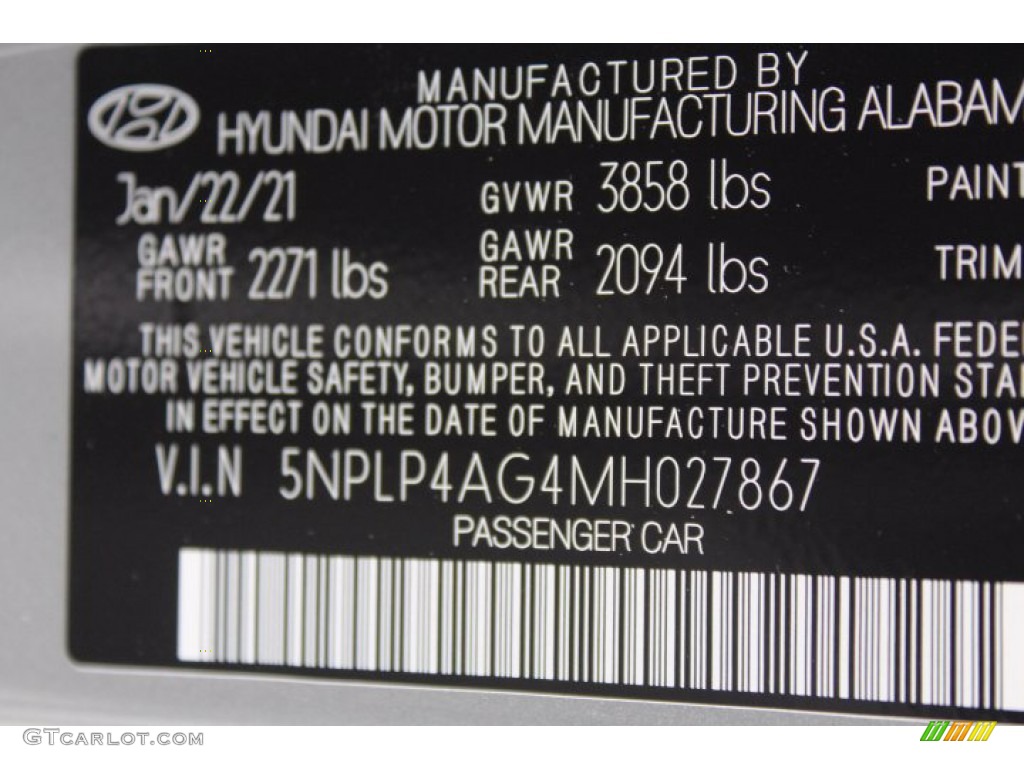 MANUFACTURED BY
HYUNDAI MOTOR MANUFACTURING ALABAM
Jan/22/21 GVWR 3858 lbs PAINT
GAWR FRONT 2271 lbs GAWR REAR 2094 lbs TRIM
THIS VEHICLE CONFORMS TO ALL APPLICABLE U.S.A. FEDE
MOTOR VEHICLE SAFETY, BUMPER, AND THEFT PREVENTION STA
IN EFFECT ON THE DATE OF MANUFACTURE SHOWN ABOV
V.I.N 5NPLP4AG4MH027867
PASSENGER CAR
GTCARLOT.COM